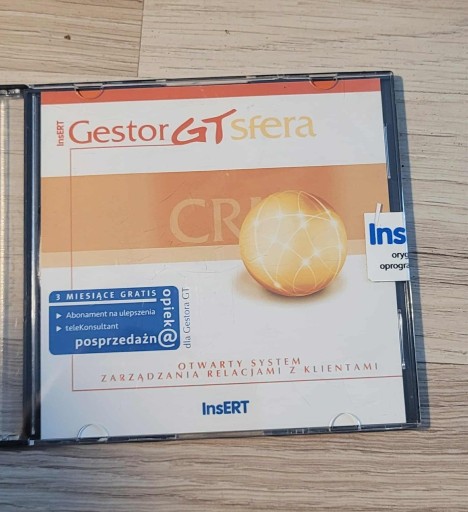 InsERT
Gestor GT sfera
CR
Ins
oryg
oprogra
3 MIESIĄCE GRATIS
▸ Abonament na ulepszenia
▸ teleKonsultant
opiek@
posprzedażn@
dla Gestora GT
OTWARTY SYSTEM
ZARZĄDZANIA RELACJAMI Z KLIENTAMI
InsERT